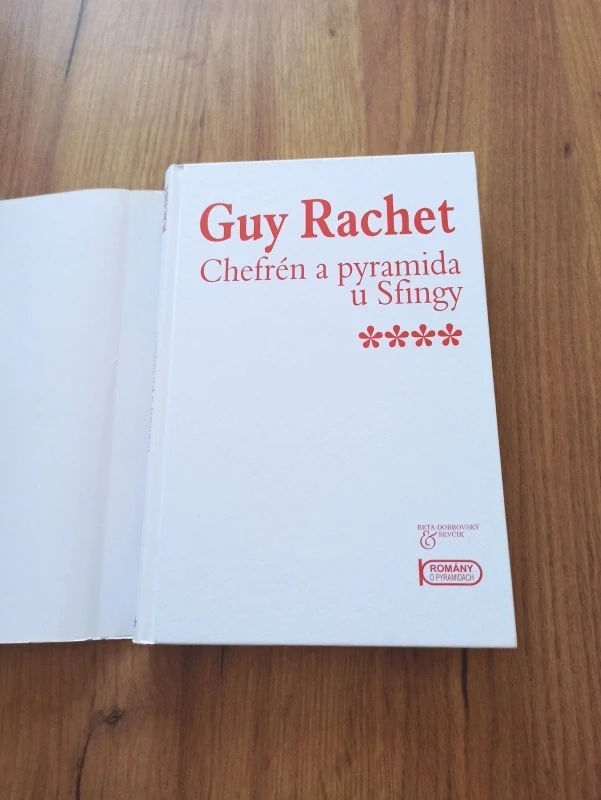 Guy Rachet
Chefrén a pyramida
u Sfingy
****
BETA-DOBROVSKÝ
& ŠEVČÍK
ROMÁNY
O PYRAMIDÁCH